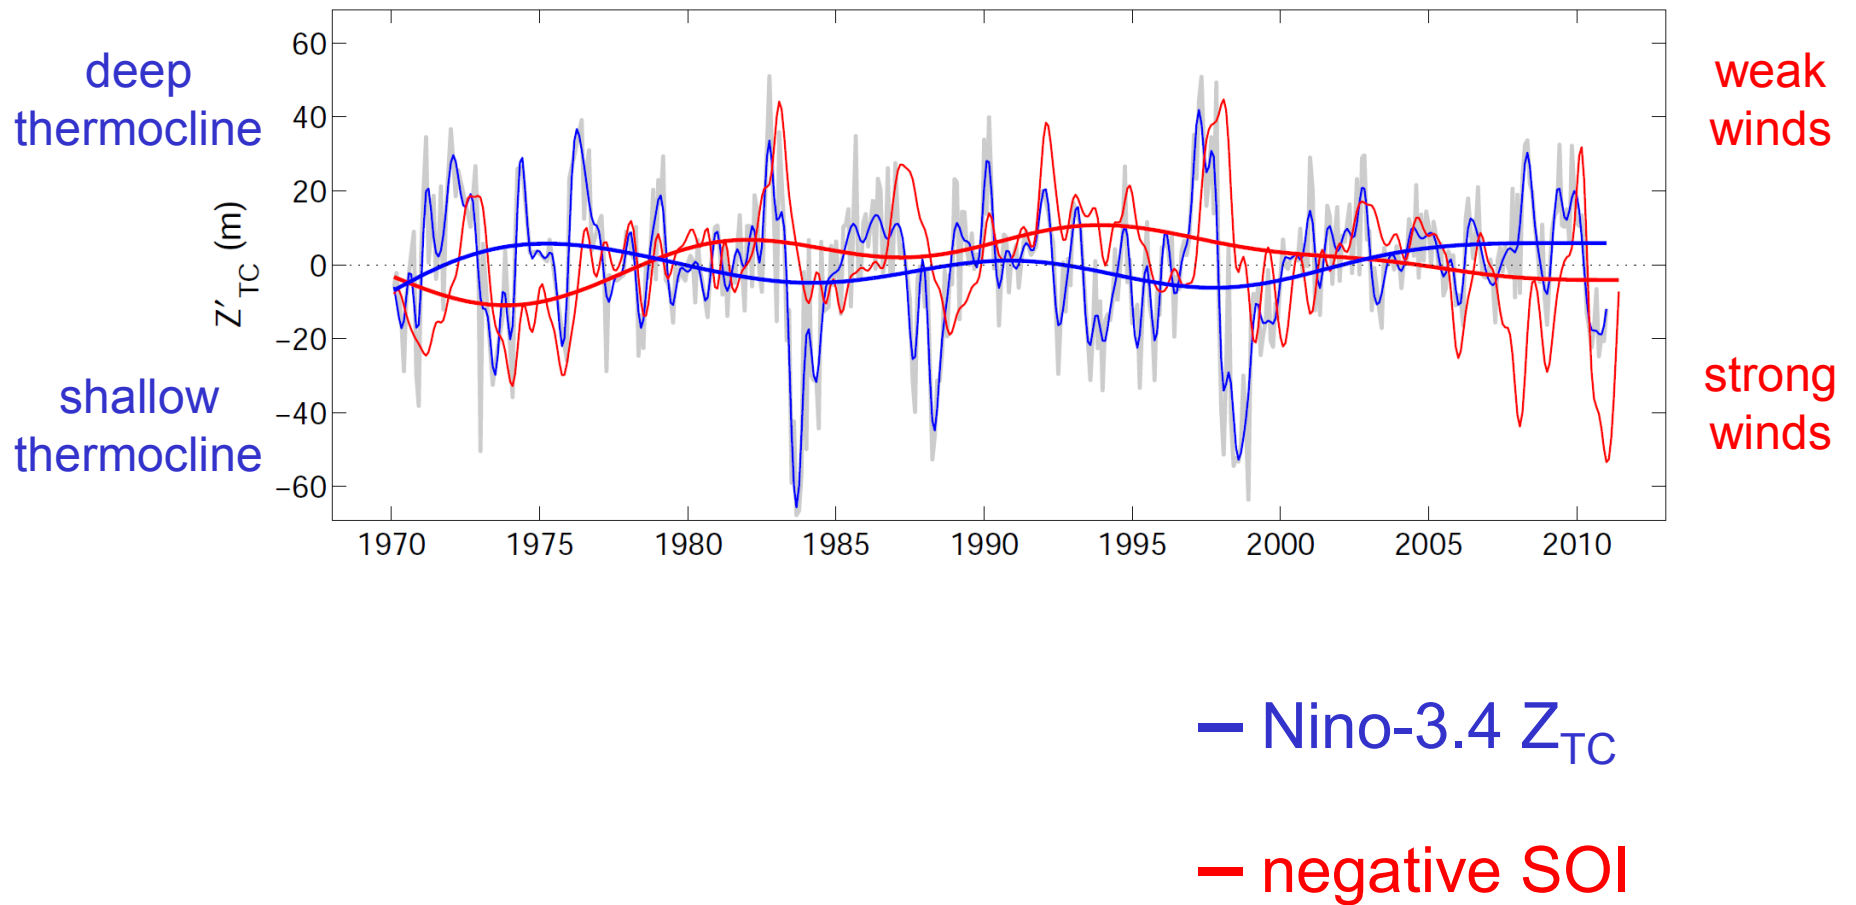 deep
thermocline
shallow
thermocline
Z′TC (m)
60
40
20
0
−20
−40
−60
1970 1975 1980 1985 1990 1995 2000 2005 2010
weak
winds
strong
winds
Nino-3.4 ZTC
negative SOI